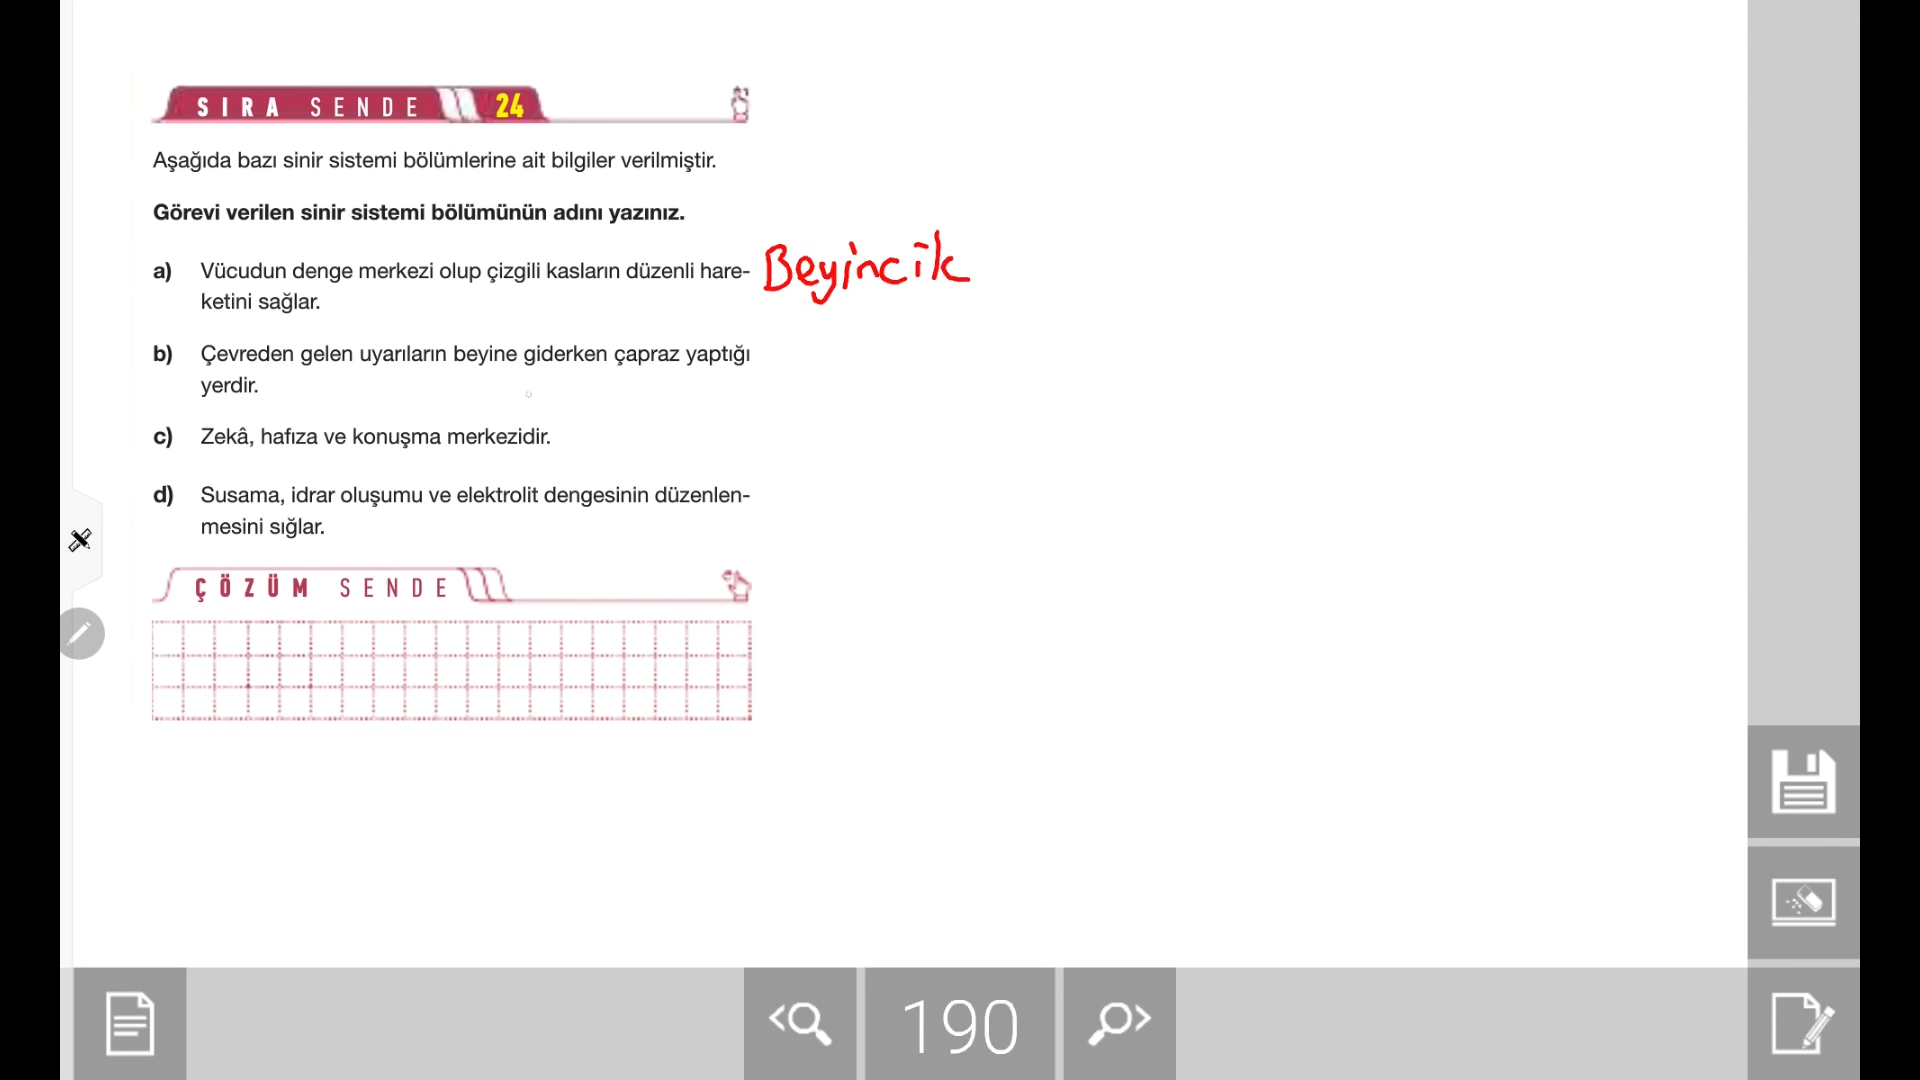 SIRA SENDE 24
Aşağıda bazı sinir sistemi bölümlerine ait bilgiler verilmiştir.
Görevi verilen sinir sistemi bölümünün adını yazınız.
a) Vücudun denge merkezi olup çizgili kasların düzenli hare- Beyincik
ketini sağlar.
b) Çevreden gelen uyarıların beyine giderken çapraz yaptığı
yerdir.
c) Zekâ, hafıza ve konuşma merkezidir.
d) Susama, idrar oluşumu ve elektrolit dengesinin düzenlen-
mesini sığlar.
ÇÖZÜM SENDE
190